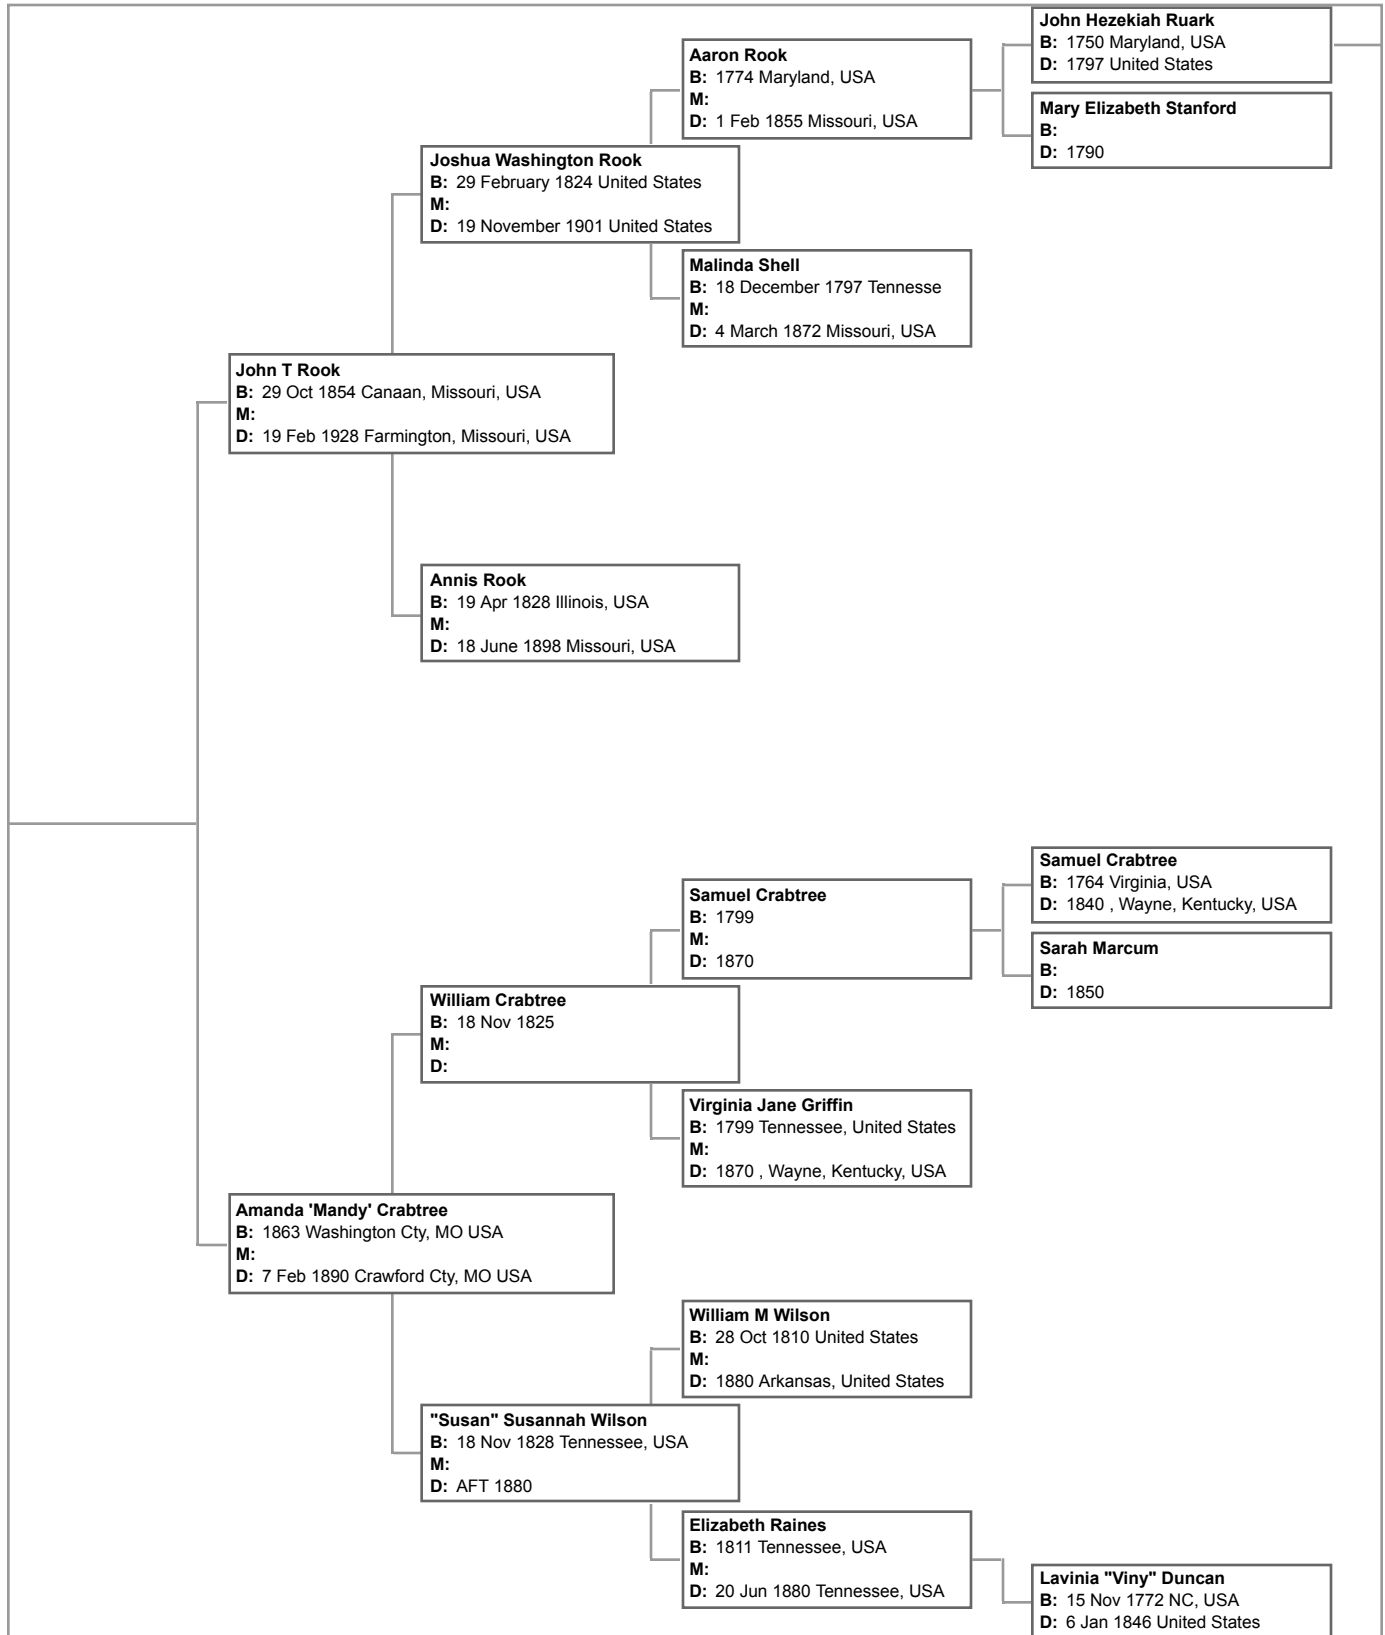 John Hezekiah Ruark
B: 1750 Maryland, USA
D: 1797 United States
Aaron Rook
B: 1774 Maryland, USA
M:
D: 1 Feb 1855 Missouri, USA
Mary Elizabeth Stanford
B:
D: 1790
Joshua Washington Rook
B: 29 February 1824 United States
M:
D: 19 November 1901 United States
Malinda Shell
B: 18 December 1797 Tennesse
M:
D: 4 March 1872 Missouri, USA
John T Rook
B: 29 Oct 1854 Canaan, Missouri, USA
M:
D: 19 Feb 1928 Farmington, Missouri, USA
Annis Rook
B: 19 Apr 1828 Illinois, USA
M:
D: 18 June 1898 Missouri, USA
Samuel Crabtree
B: 1764 Virginia, USA
D: 1840 , Wayne, Kentucky, USA
Samuel Crabtree
B: 1799
M:
D: 1870
Sarah Marcum
B:
D: 1850
William Crabtree
B: 18 Nov 1825
M:
D:
Virginia Jane Griffin
B: 1799 Tennessee, United States
M:
D: 1870 , Wayne, Kentucky, USA
Amanda 'Mandy' Crabtree
B: 1863 Washington Cty, MO USA
M:
D: 7 Feb 1890 Crawford Cty, MO USA
William M Wilson
B: 28 Oct 1810 United States
M:
D: 1880 Arkansas, United States
"Susan" Susannah Wilson
B: 18 Nov 1828 Tennessee, USA
M:
D: AFT 1880
Elizabeth Raines
B: 1811 Tennessee, USA
M:
D: 20 Jun 1880 Tennessee, USA
Lavinia "Viny" Duncan
B: 15 Nov 1772 NC, USA
D: 6 Jan 1846 United States